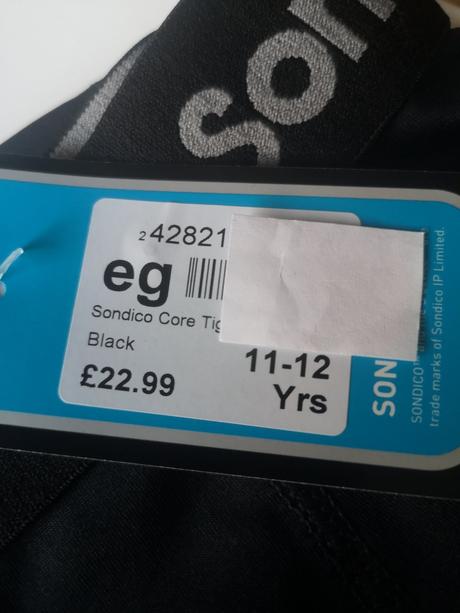 Son
2 42821
eg
Sondico Core Tig
Black
£22.99
11-12
Yrs
SON
SONDICO
trade marks of Sondico IP Limited.